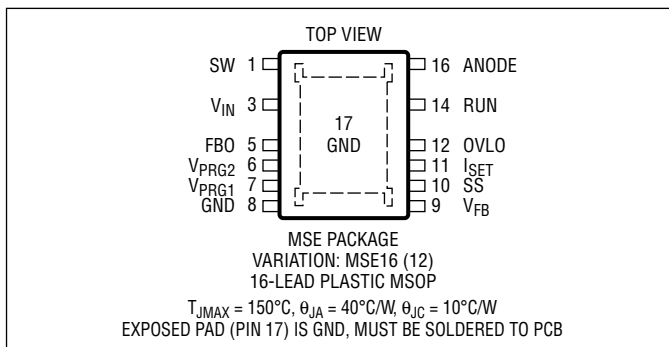 TOP VIEW
SW 1
16 ANODE
VIN 3
14 RUN
17
GND
FBO 5
12 OVLO
VPRG2 6
11 ISET
VPRG1 7
10 SS
GND 8
9 VFB
MSE PACKAGE
VARIATION: MSE16 (12)
16-LEAD PLASTIC MSOP
TJMAX = 150°C, θJA = 40°C/W, θJC = 10°C/W
EXPOSED PAD (PIN 17) IS GND, MUST BE SOLDERED TO PCB